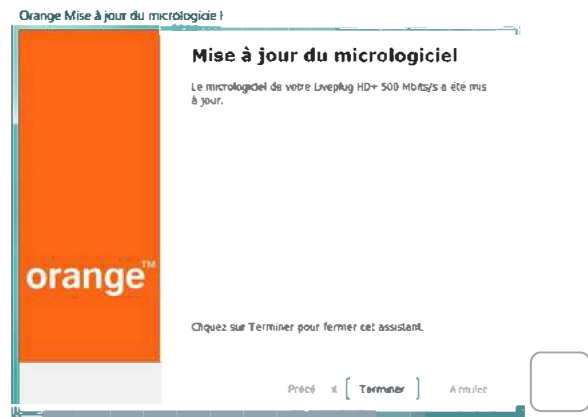 Orange Mise à jour du
Mise à jour du micrologiciel
Le micrologiciel de votre Liveplug HD+ 500 Mbits/s a été mis
à jour.
orange™
Cliquez sur Terminer pour fermer cet assistant.
Terminer Annuler